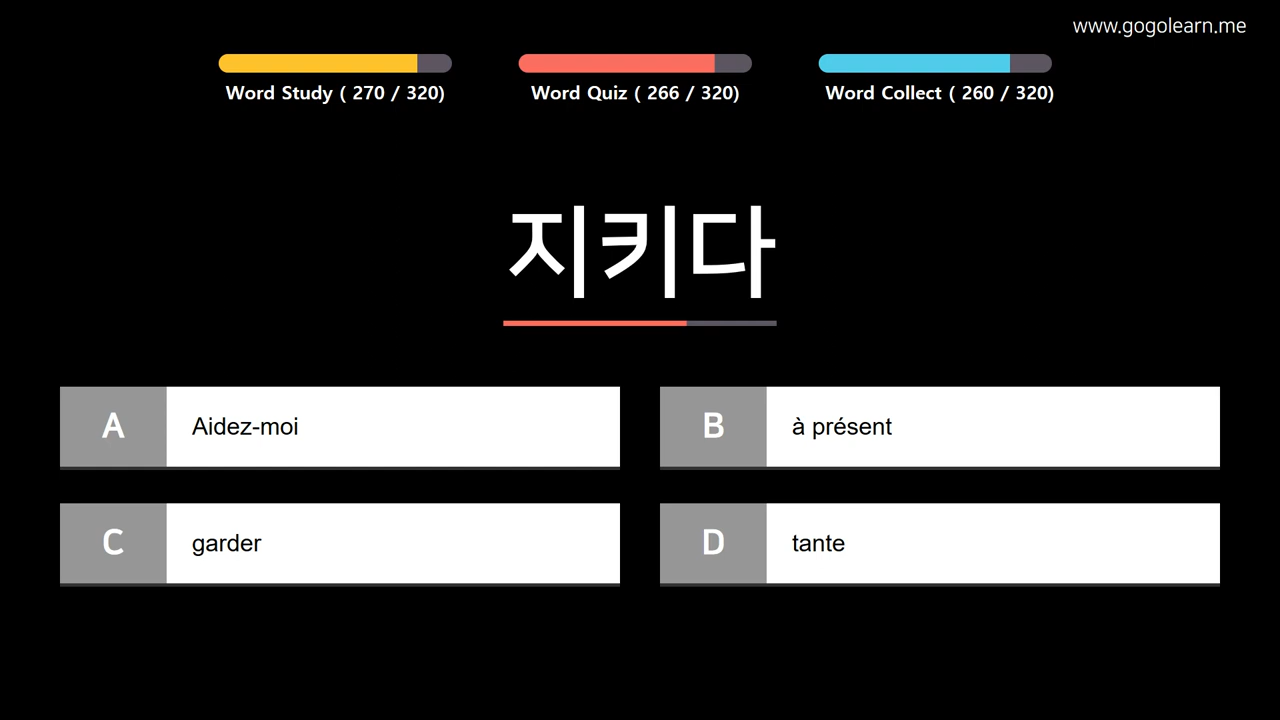 www.gogolearn.me
Word Study ( 270 / 320)
Word Quiz ( 266 / 320)
Word Collect ( 260 / 320)
지키다
A Aidez-moi
B à présent
C garder
D tante